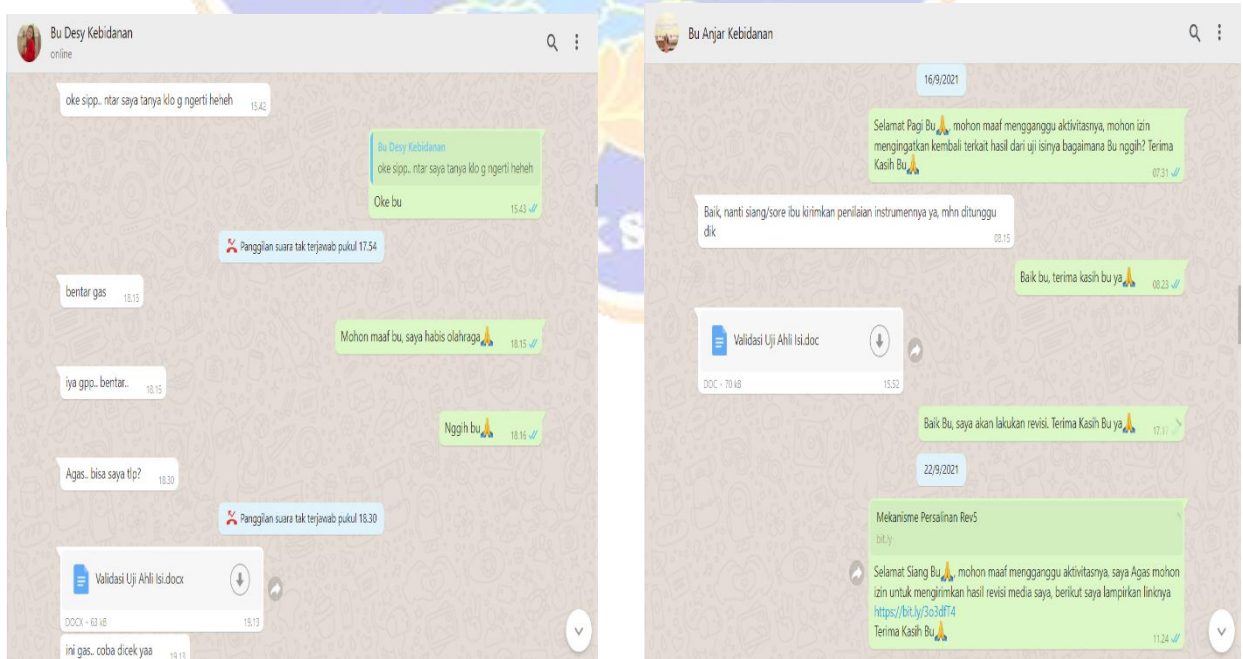 Bu Desy Kebidanan
online
oke sipp.. ntar saya tanya klo g ngerti heheh 15.42
Bu Desy Kebidanan
oke sipp.. ntar saya tanya klo g ngerti heheh
Oke bu 15.43
Panggilan suara tak terjawab pukul 17.54
bentar gas 18.15
Mohon maaf bu, saya habis olahraga🙏 18.15
iya gpp.. bentar.. 18.15
Nggih bu🙏 18.16
Agas.. bisa saya tlp? 18.30
Panggilan suara tak terjawab pukul 18.30
Validasi Uji Ahli Isi.docx
DOCX • 63 kB 19.13
ini gas.. coba dicek yaa 19.13
Bu Anjar Kebidanan
16/9/2021
Selamat Pagi Bu🙏, mohon maaf mengganggu aktivitasnya, mohon izin
mengingatkan kembali terkait hasil dari uji isinya bagaimana Bu nggih? Terima
Kasih Bu🙏 07.31
Baik, nanti siang/sore ibu kirimkan penilaian instrumennya ya, mhn ditunggu
dik 08.15
Baik bu, terima kasih bu ya🙏 08.23
Validasi Uji Ahli Isi.doc
DOC • 70 kB 15.52
Baik Bu, saya akan lakukan revisi. Terima Kasih Bu ya🙏
22/9/2021
Mekanisme Persalinan Rev5
bit.ly
Selamat Siang Bu🙏, mohon maaf mengganggu aktivitasnya, saya Agas mohon
izin untuk mengirimkan hasil revisi media saya, berikut saya lampirkan linknya
https://bit.ly/3o3dfT4
Terima Kasih Bu🙏 11.24